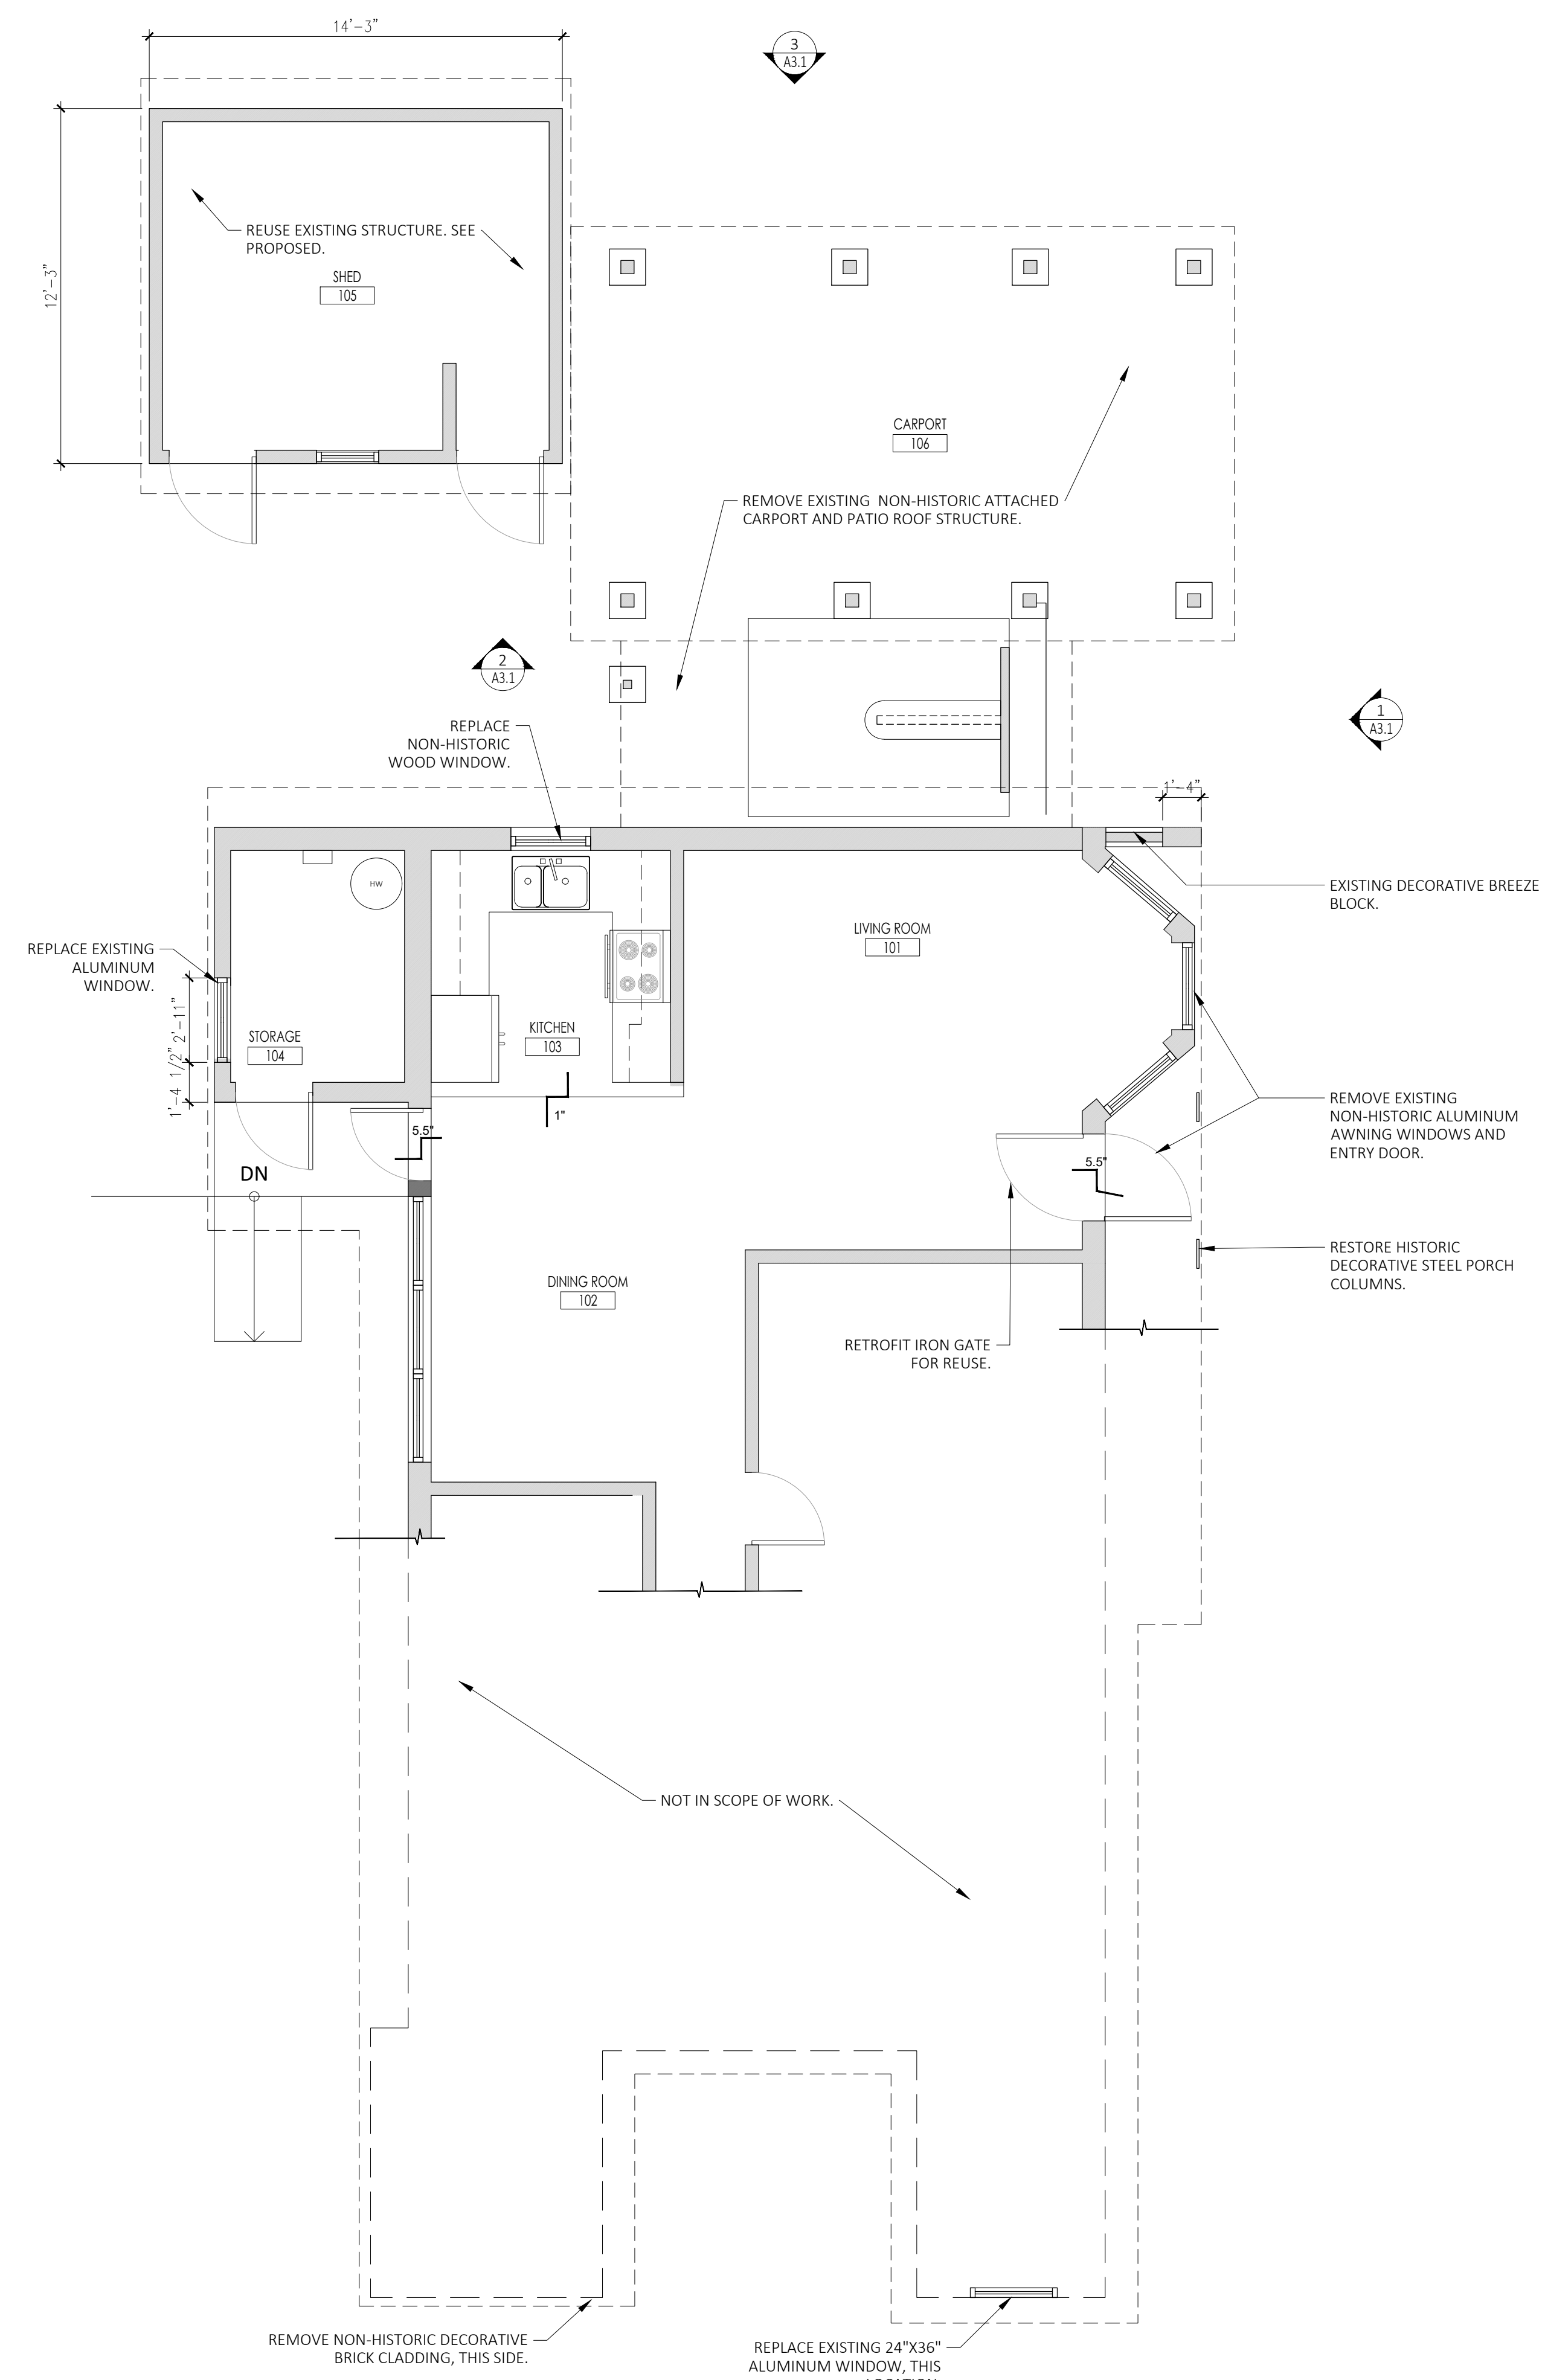 14'-3"
3
A3.1
12'-3"
REUSE EXISTING STRUCTURE. SEE
PROPOSED.
SHED
105
CARPORT
106
REMOVE EXISTING  NON-HISTORIC ATTACHED
CARPORT AND PATIO ROOF STRUCTURE.
2
A3.1
1
A3.1
REPLACE
NON-HISTORIC
WOOD WINDOW.
1'-4"
EXISTING DECORATIVE BREEZE
BLOCK.
HW
LIVING ROOM
101
REPLACE EXISTING
ALUMINUM
WINDOW.
2'-11"
1'-4 1/2"
STORAGE
104
KITCHEN
103
1"
5.5"
DN
REMOVE EXISTING
NON-HISTORIC ALUMINUM
AWNING WINDOWS AND
ENTRY DOOR.
5.5"
RESTORE HISTORIC
DECORATIVE STEEL PORCH
COLUMNS.
DINING ROOM
102
RETROFIT IRON GATE
FOR REUSE.
NOT IN SCOPE OF WORK.
REMOVE NON-HISTORIC DECORATIVE
BRICK CLADDING, THIS SIDE.
REPLACE EXISTING 24"X36"
ALUMINUM WINDOW, THIS